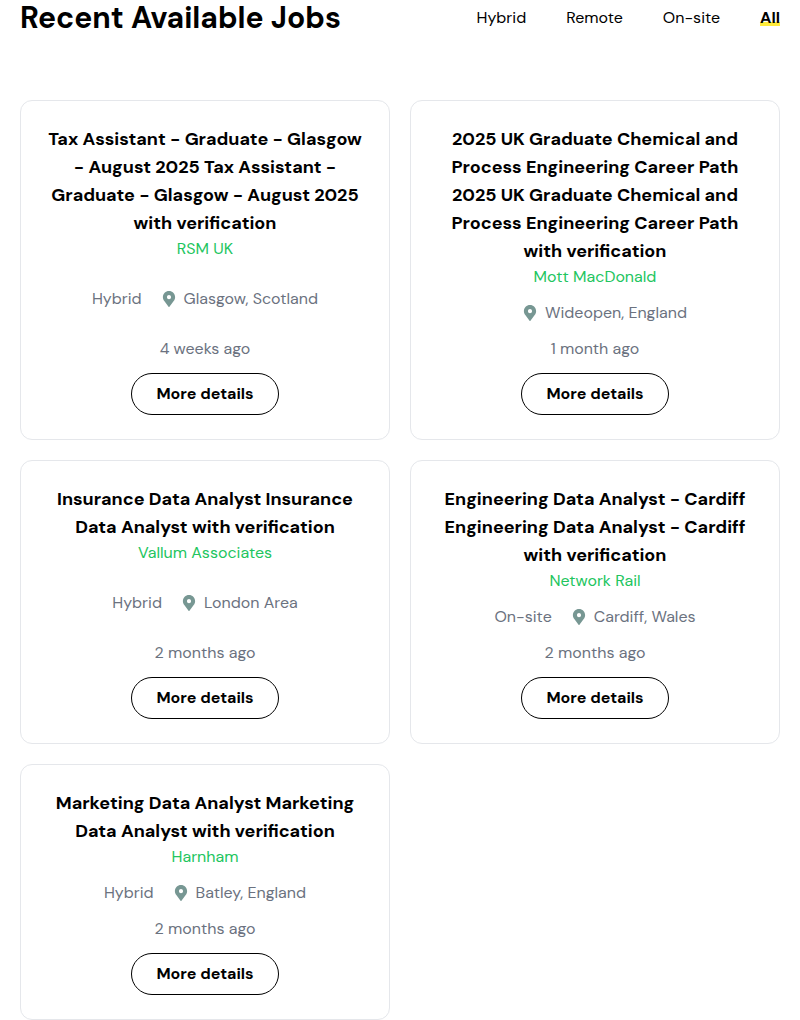 Recent Available Jobs
Hybrid Remote On-site All
Tax Assistant - Graduate - Glasgow
- August 2025 Tax Assistant -
Graduate - Glasgow - August 2025
with verification
RSM UK
Hybrid Glasgow, Scotland
4 weeks ago
More details
2025 UK Graduate Chemical and
Process Engineering Career Path
2025 UK Graduate Chemical and
Process Engineering Career Path
with verification
Mott MacDonald
Wideopen, England
1 month ago
More details
Insurance Data Analyst Insurance
Data Analyst with verification
Vallum Associates
Hybrid London Area
2 months ago
More details
Engineering Data Analyst - Cardiff
Engineering Data Analyst - Cardiff
with verification
Network Rail
On-site Cardiff, Wales
2 months ago
More details
Marketing Data Analyst Marketing
Data Analyst with verification
Harnham
Hybrid Batley, England
2 months ago
More details